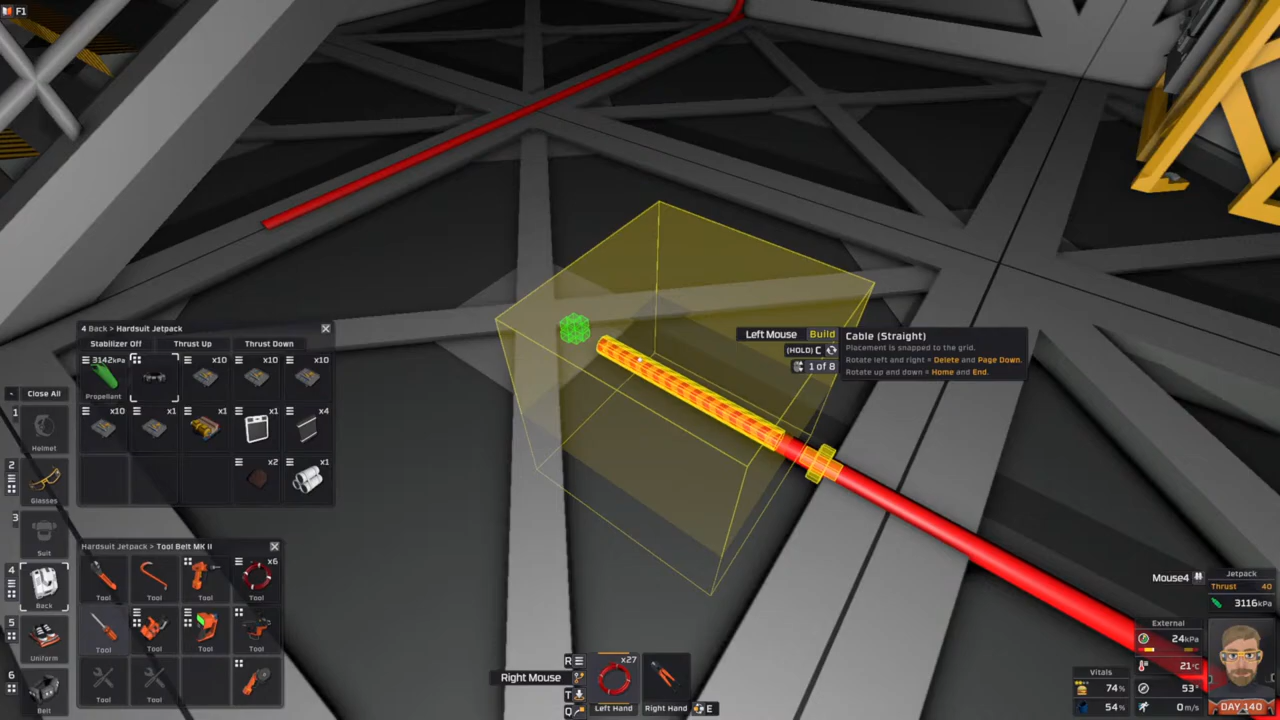 F1
4 Back > Hardsuit Jetpack
Stabilizer Off Thrust Up Thrust Down
3142kPa x10 x10 x10
Propellant
x10 x1 x1 x1 x4
x2 x1
Close All
1
Helmet
2
Glasses
3
Suit
4
Back
5
Uniform
6
Belt
Hardsuit Jetpack > Tool Belt MK II
x6
Tool Tool Tool Tool
Tool Tool Tool Tool
Tool Tool
Left Mouse Build
(HOLD) C
1 of 8
Cable (Straight)
Placement is snapped to the grid.
Rotate left and right = Delete and Page Down.
Rotate up and down = Home and End.
Right Mouse
R
T
Q
x27
Left Hand Right Hand
E
Mouse4
Jetpack
Thrust 40
3116kPa
External
24kPa
21°C
53°
0m/s
Vitals
74%
54%
DAY 140